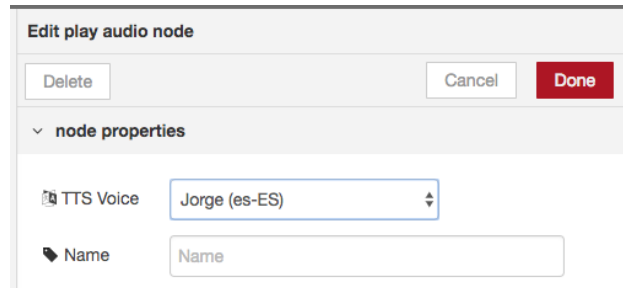 Edit play audio node
Delete Cancel Done
node properties
TTS Voice Jorge (es-ES)
Name Name